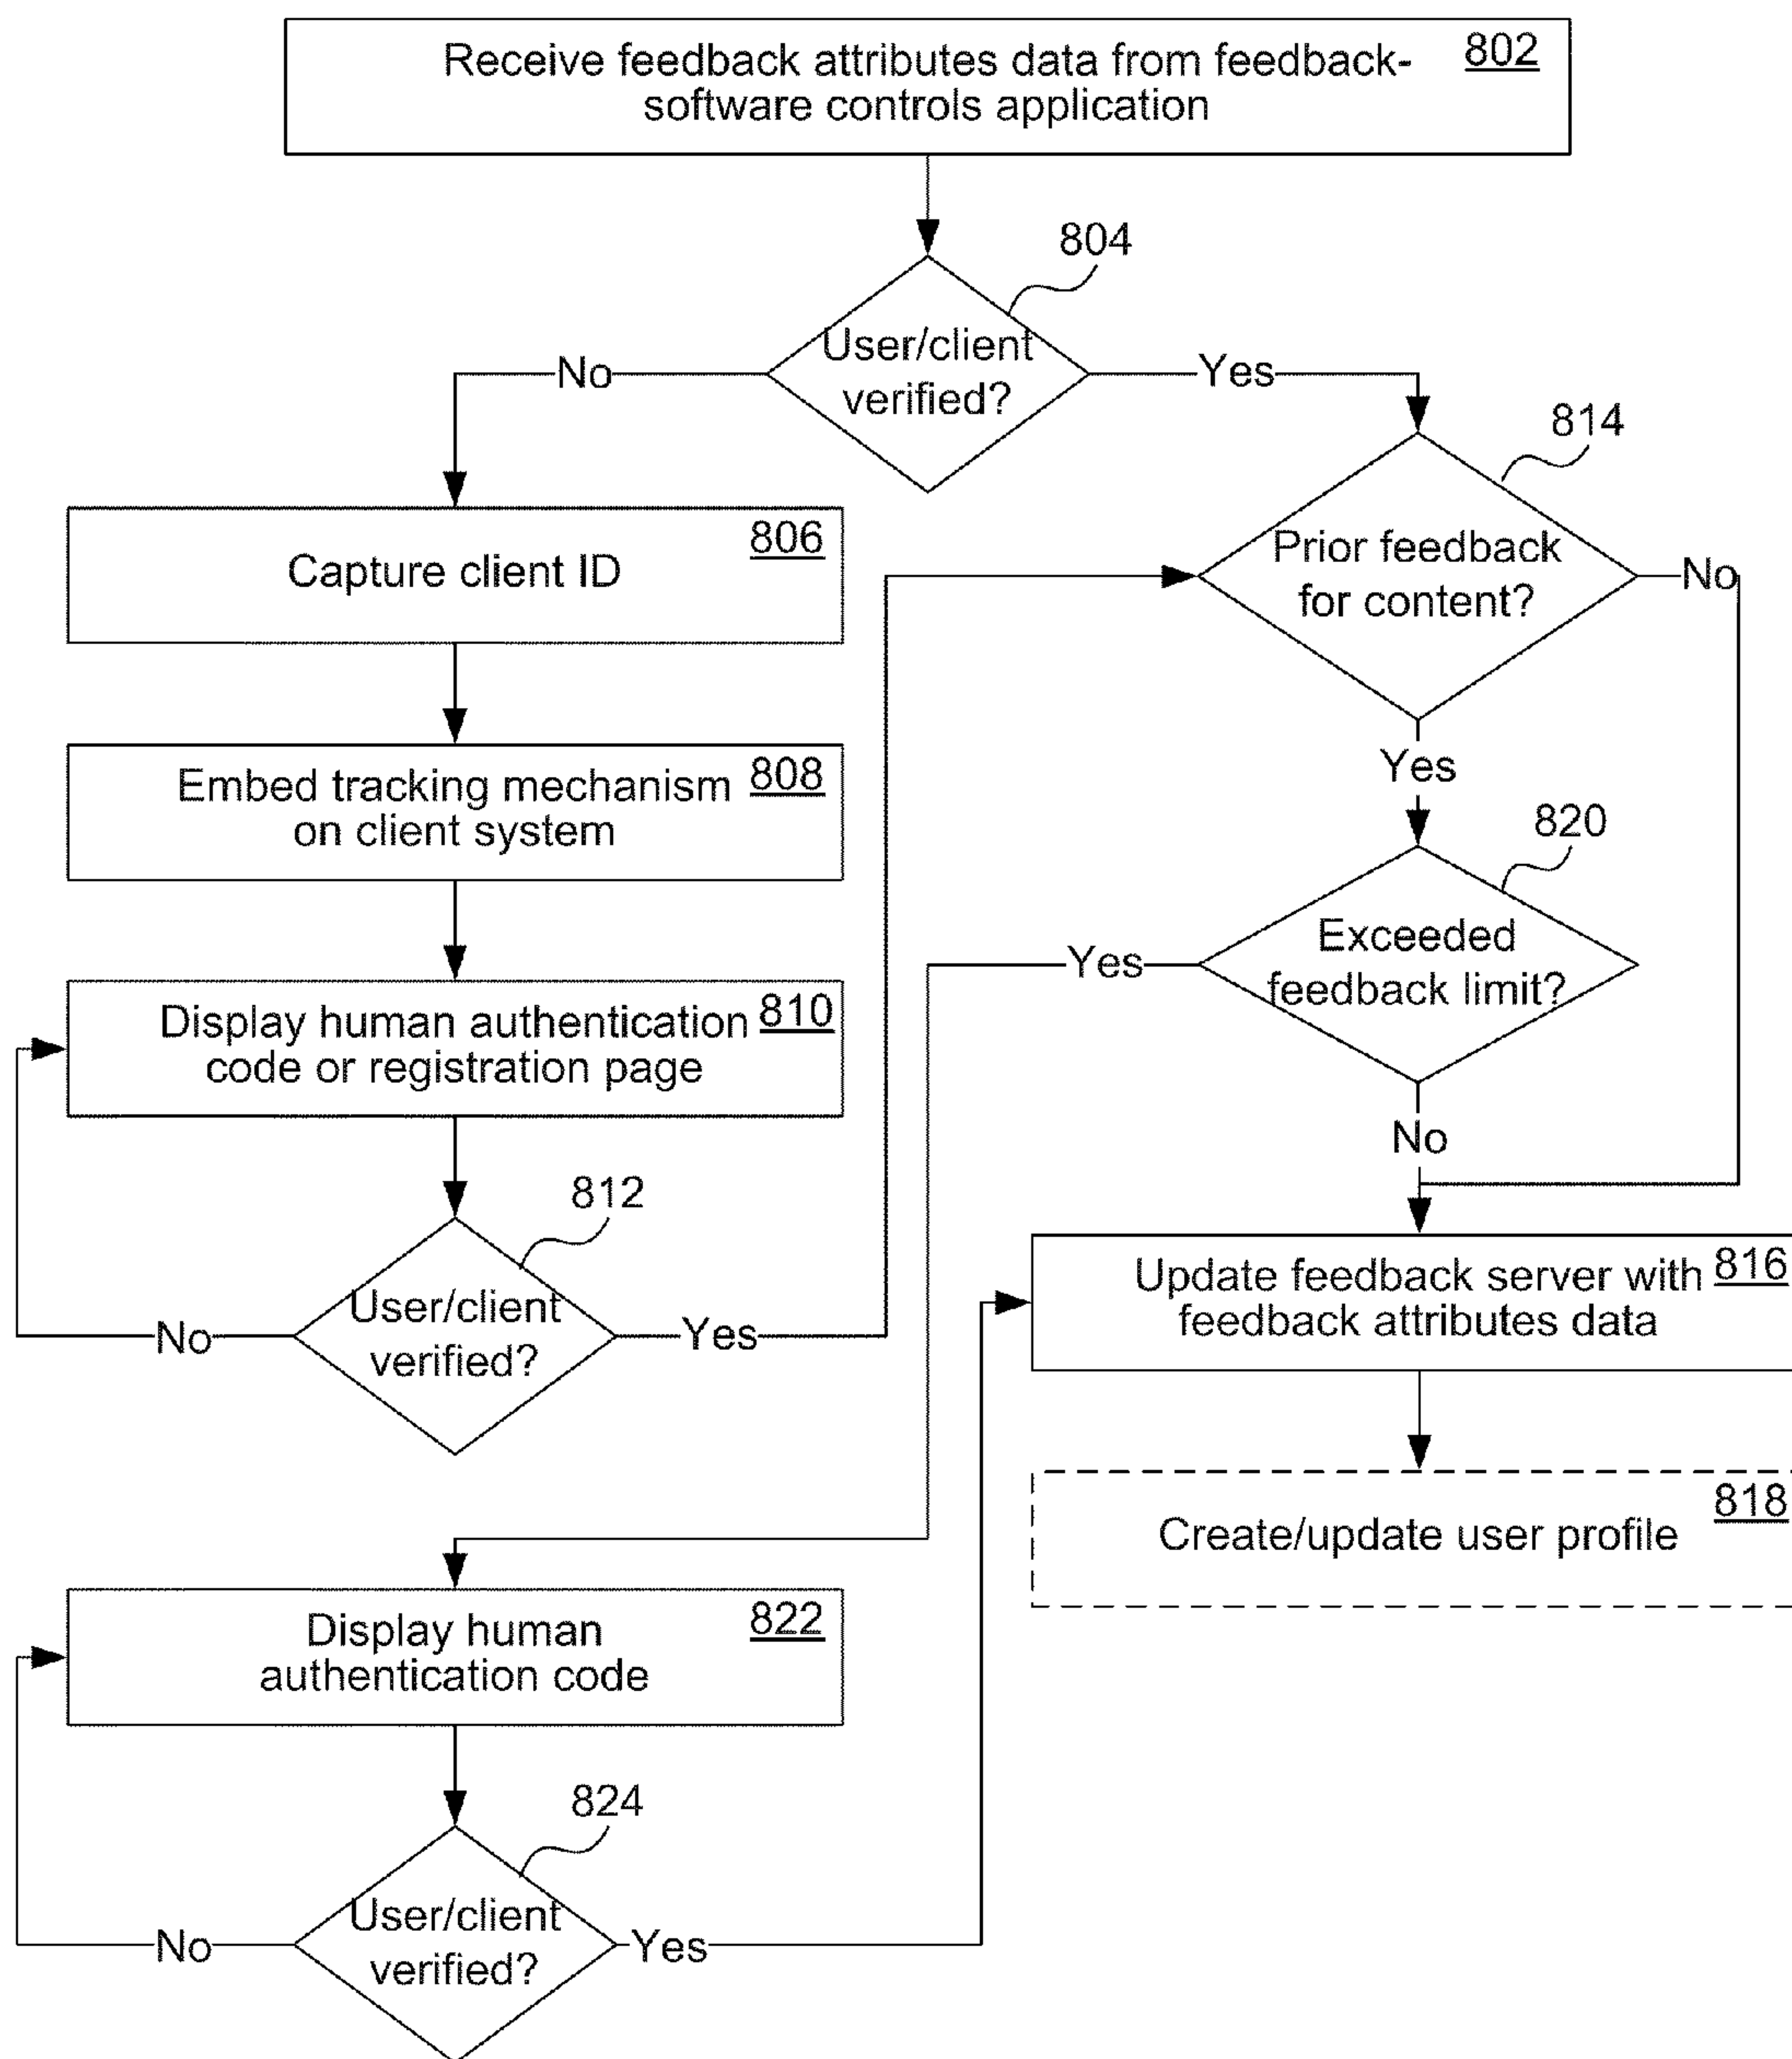 Receive feedback attributes data from feedback-
software controls application
802
804
User/client
verified?
No
Yes
814
Prior feedback
for content?
No
Yes
806
Capture client ID
808
Embed tracking mechanism
on client system
820
Exceeded
feedback limit?
Yes
No
810
Display human authentication
code or registration page
812
User/client
verified?
No
Yes
816
Update feedback server with
feedback attributes data
818
Create/update user profile
822
Display human
authentication code
824
User/client
verified?
No
Yes